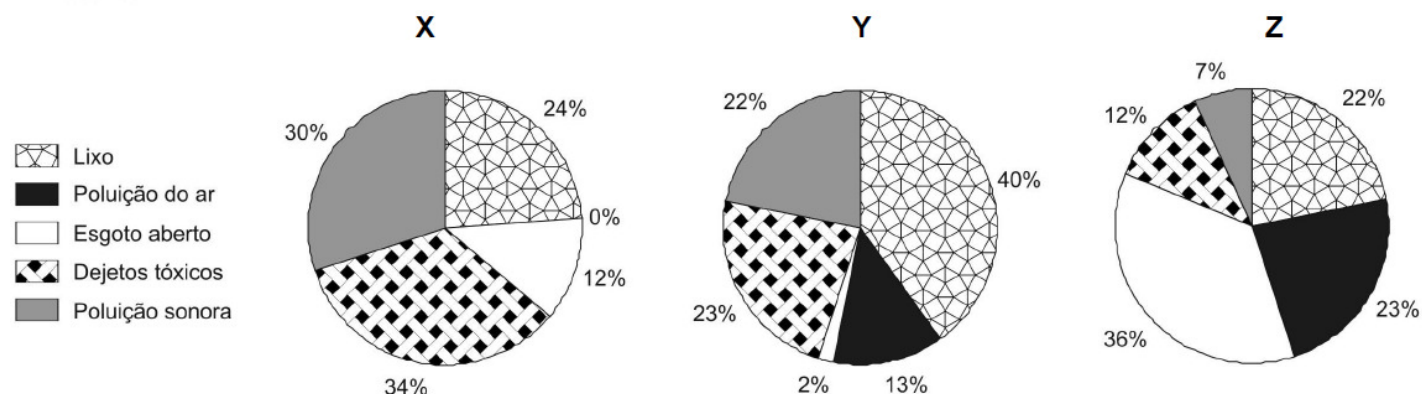 X
Y
Z
Lixo
Poluição do ar
Esgoto aberto
Dejetos tóxicos
Poluição sonora
30%
24%
0%
12%
34%
22%
40%
23%
2%
13%
7%
12%
22%
36%
23%